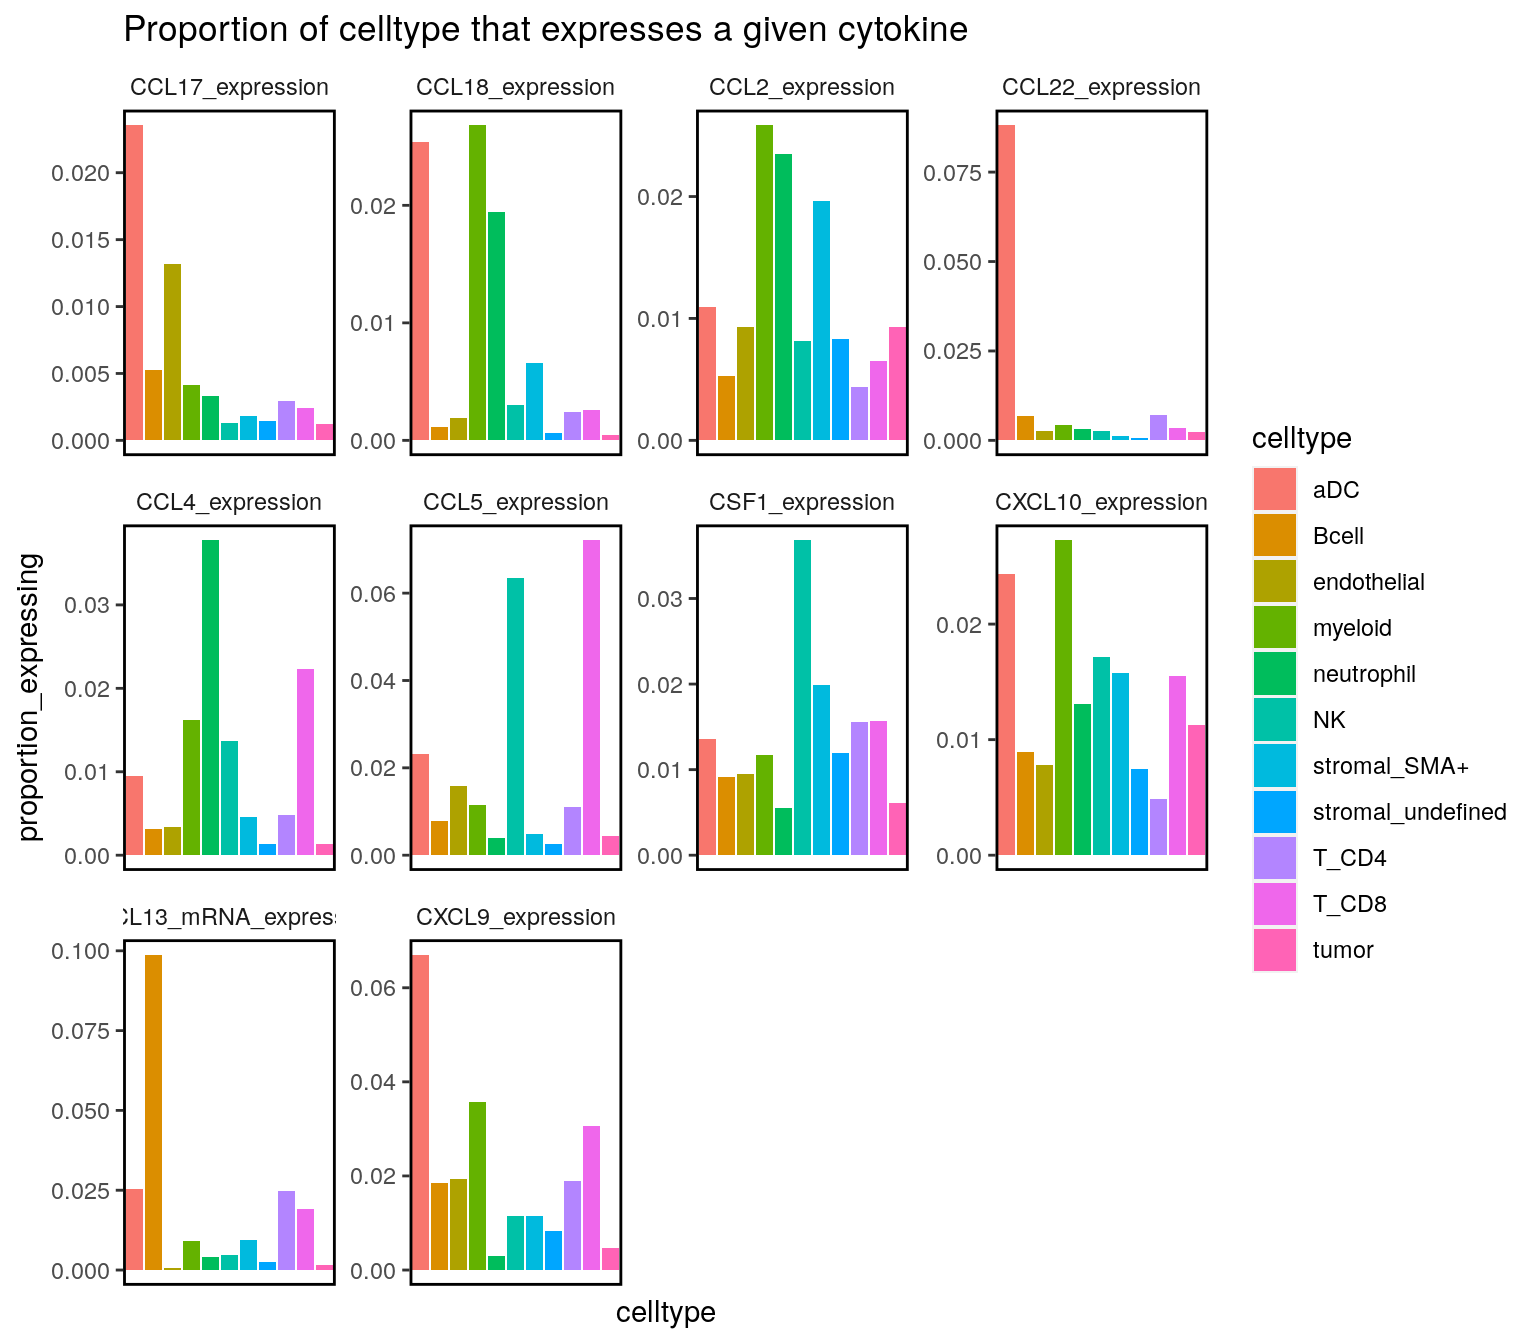 Proportion of celltype that expresses a given cytokine
CCL17_expression
CCL18_expression
CCL2_expression
CCL22_expression
0.020
0.015
0.010
0.005
0.000
0.02
0.01
0.00
0.02
0.01
0.00
0.075
0.050
0.025
0.000
CCL4_expression
CCL5_expression
CSF1_expression
CXCL10_expression
0.03
0.02
0.01
0.00
0.06
0.04
0.02
0.00
0.03
0.02
0.01
0.00
0.02
0.01
0.00
CL13_mRNA_express
CXCL9_expression
0.100
0.075
0.050
0.025
0.000
0.06
0.04
0.02
0.00
proportion_expressing
celltype
celltype
aDC
Bcell
endothelial
myeloid
neutrophil
NK
stromal_SMA+
stromal_undefined
T_CD4
T_CD8
tumor